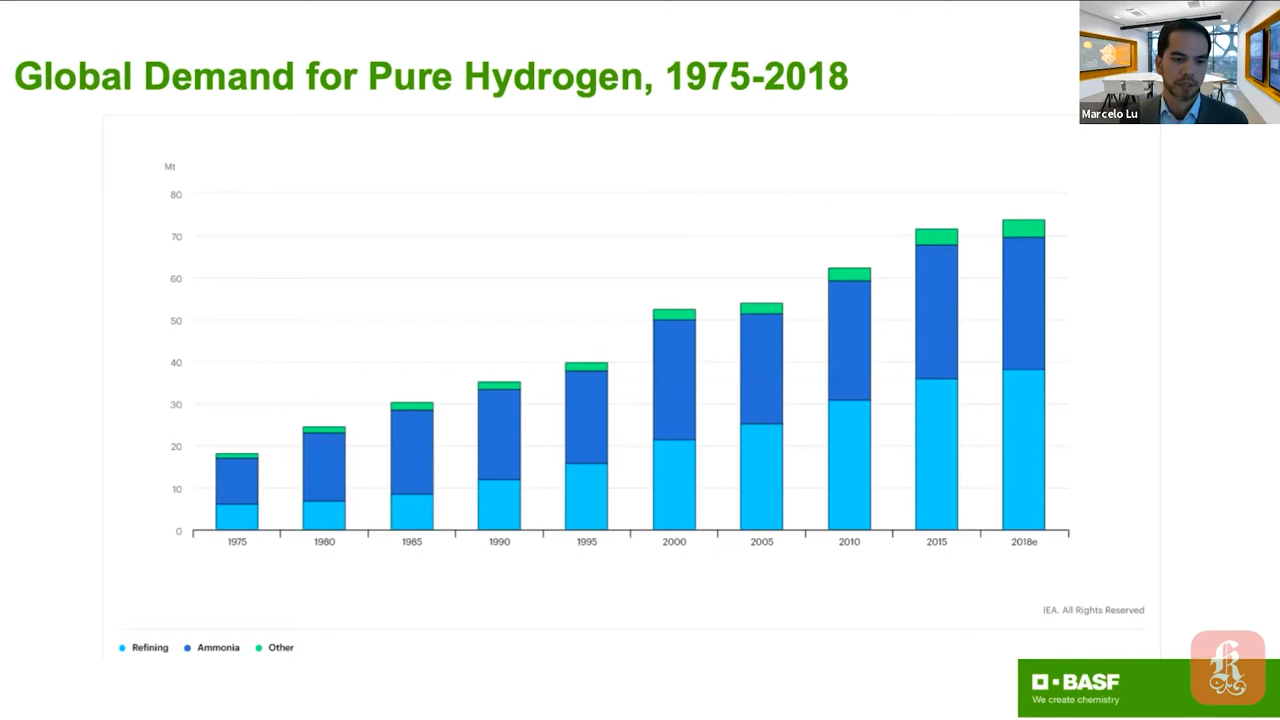 Global Demand for Pure Hydrogen, 1975-2018
Marcelo Lu
Mt
80
70
60
50
40
30
20
10
0
1975 1980 1985 1990 1995 2000 2005 2010 2015 2018e
IEA. All Rights Reserved
Refining Ammonia Other
BASF
We create chemistry
K